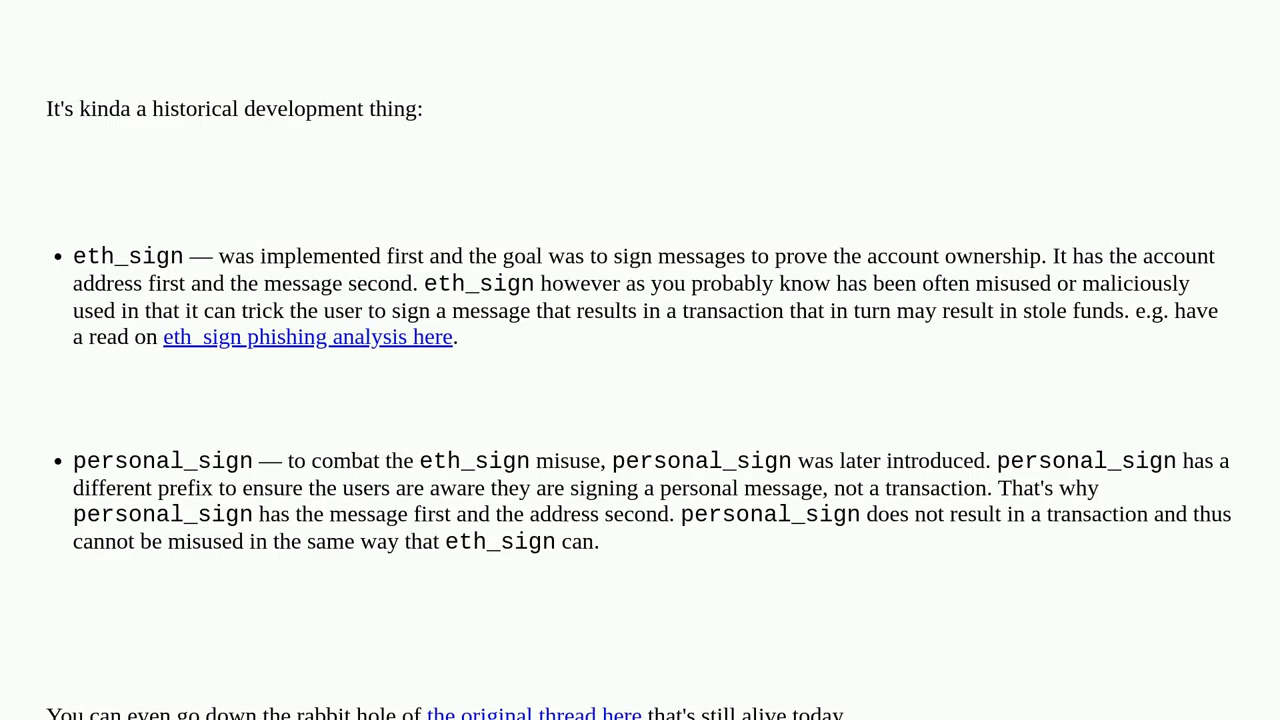 It's kinda a historical development thing:
• eth_sign — was implemented first and the goal was to sign messages to prove the account ownership. It has the account
address first and the message second. eth_sign however as you probably know has been often misused or maliciously
used in that it can trick the user to sign a message that results in a transaction that in turn may result in stole funds. e.g. have
a read on eth_sign phishing analysis here.
• personal_sign — to combat the eth_sign misuse, personal_sign was later introduced. personal_sign has a
different prefix to ensure the users are aware they are signing a personal message, not a transaction. That's why
personal_sign has the message first and the address second. personal_sign does not result in a transaction and thus
cannot be misused in the same way that eth_sign can.
You can even go down the rabbit hole of the original thread here that's still alive today.